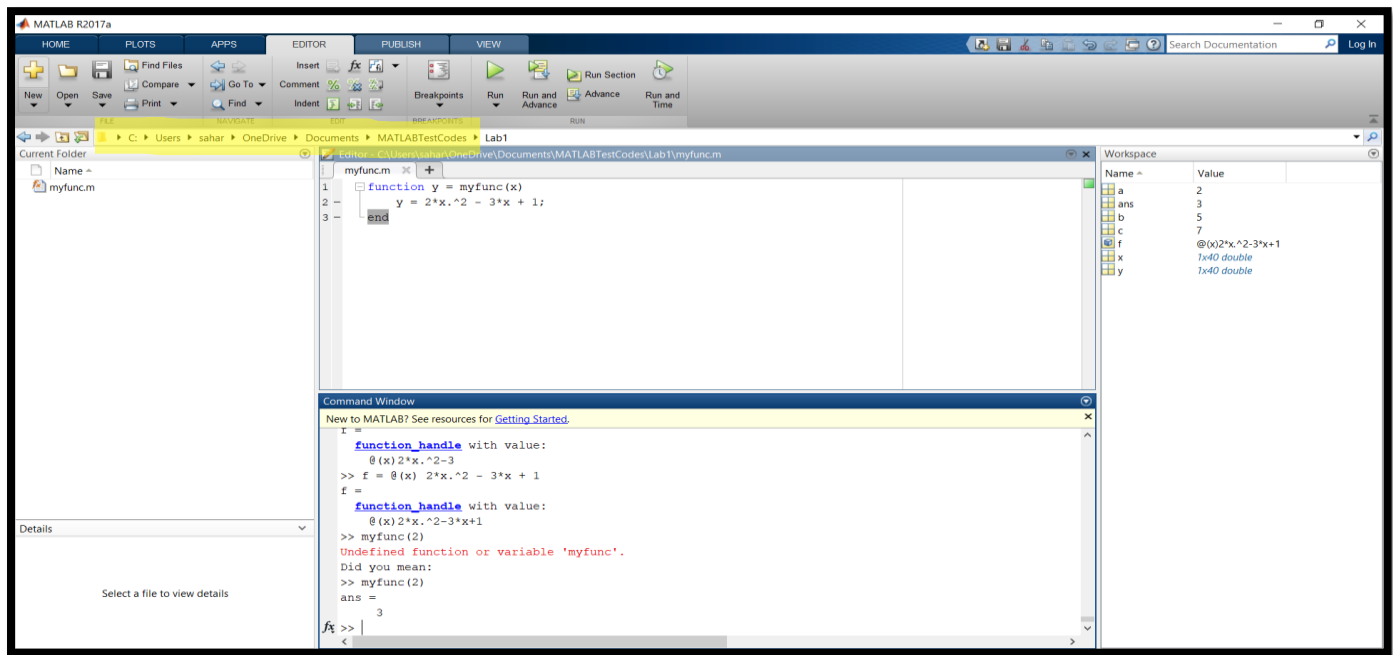 MATLAB R2017a
HOME PLOTS APPS EDITOR PUBLISH VIEW
Search Documentation
Log In
New
Open
Save
Find Files
Compare
Print
FILE
Go To
Find
NAVIGATE
Insert fx
Comment
Indent
EDIT
Breakpoints
BREAKPOINTS
Run
Run and
Advance
Run Section
Advance
Run and
Time
RUN
C: Users sahar OneDrive Documents MATLABTestCodes Lab1
Current Folder
Name
myfunc.m
Details
Select a file to view details
Editor - C:\Users\sahar\OneDrive\Documents\MATLABTestCodes\Lab1\myfunc.m
myfunc.m
1 function y = myfunc(x)
2 - y = 2*x.^2 - 3*x + 1;
3 - end
Command Window
New to MATLAB? See resources for Getting Started.
f =
function_handle with value:
@(x)2*x.^2-3
>> f = @(x) 2*x.^2 - 3*x + 1
f =
function_handle with value:
@(x)2*x.^2-3*x+1
>> myfunc(2)
Undefined function or variable 'myfunc'.
Did you mean:
>> myfunc(2)
ans =
3
fx >>
Workspace
Name Value
a 2
ans 3
b 5
c 7
f @(x)2*x.^2-3*x+1
x 1x40 double
y 1x40 double